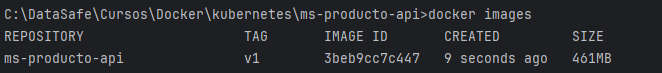 C:\DataSafe\Cursos\Docker\kubernetes\ms-producto-api>docker images
REPOSITORY TAG IMAGE ID CREATED SIZE
ms-producto-api v1 3beb9cc7c447 9 seconds ago 461MB